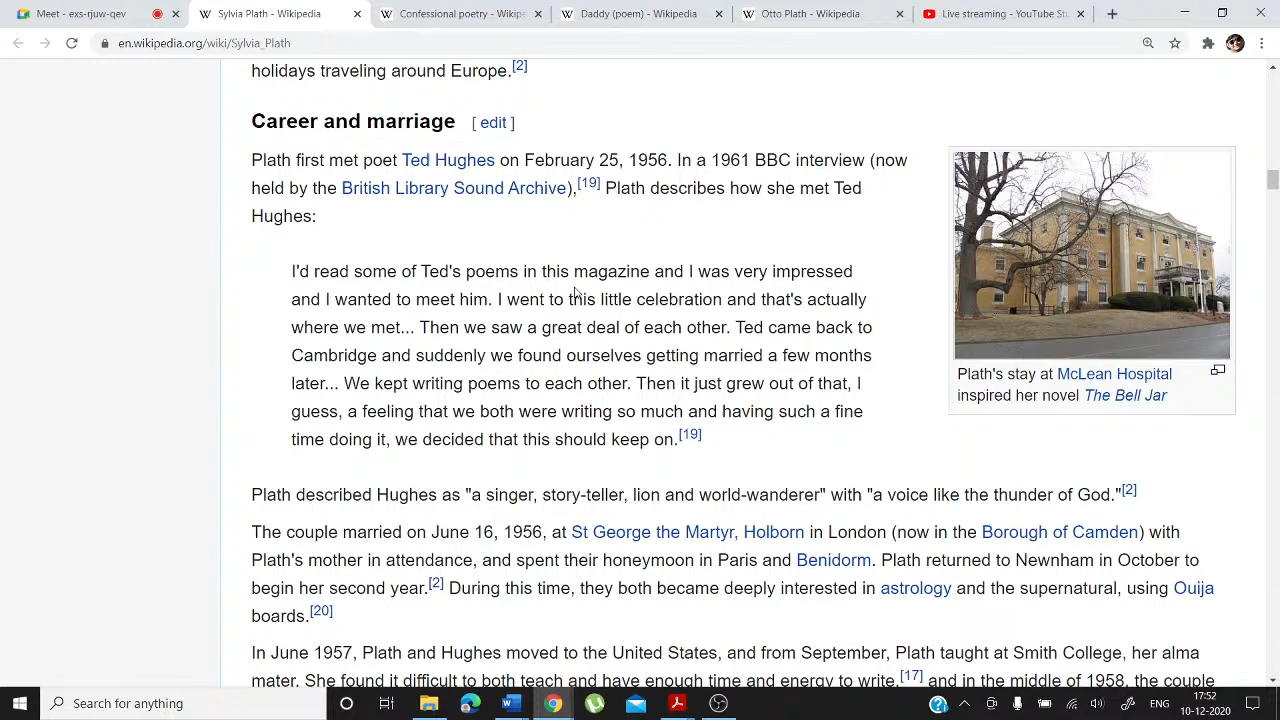 Meet - exs-rjuw-qev
Sylvia Plath - Wikipedia
Confessional poetry - Wikipe
Daddy (poem) - Wikipedia
Otto Plath - Wikipedia
Live streaming - YouTube Stu
en.wikipedia.org/wiki/Sylvia_Plath
holidays traveling around Europe.[2]
Career and marriage [ edit ]
Plath first met poet Ted Hughes on February 25, 1956. In a 1961 BBC interview (now
held by the British Library Sound Archive),[19] Plath describes how she met Ted
Hughes:
I'd read some of Ted's poems in this magazine and I was very impressed
and I wanted to meet him. I went to this little celebration and that's actually
where we met... Then we saw a great deal of each other. Ted came back to
Cambridge and suddenly we found ourselves getting married a few months
later... We kept writing poems to each other. Then it just grew out of that, I
guess, a feeling that we both were writing so much and having such a fine
time doing it, we decided that this should keep on.[19]
Plath's stay at McLean Hospital
inspired her novel The Bell Jar
Plath described Hughes as "a singer, story-teller, lion and world-wanderer" with "a voice like the thunder of God."[2]
The couple married on June 16, 1956, at St George the Martyr, Holborn in London (now in the Borough of Camden) with
Plath's mother in attendance, and spent their honeymoon in Paris and Benidorm. Plath returned to Newnham in October to
begin her second year.[2] During this time, they both became deeply interested in astrology and the supernatural, using Ouija
boards.[20]
In June 1957, Plath and Hughes moved to the United States, and from September, Plath taught at Smith College, her alma
mater. She found it difficult to both teach and have enough time and energy to write,[17] and in the middle of 1958, the couple
Type here to search
ENG
17:52
10-12-2020